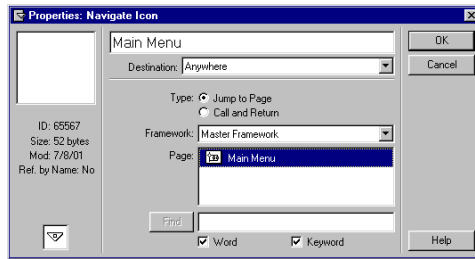 Properties: Navigate Icon
Main Menu
OK
Destination: Anywhere
Cancel
Type: Jump to Page
Call and Return
ID: 65567
Size: 52 bytes
Mod: 7/8/01
Ref. by Name: No
Framework: Master Framework
Page: Main Menu
Find
Word Keyword
Help